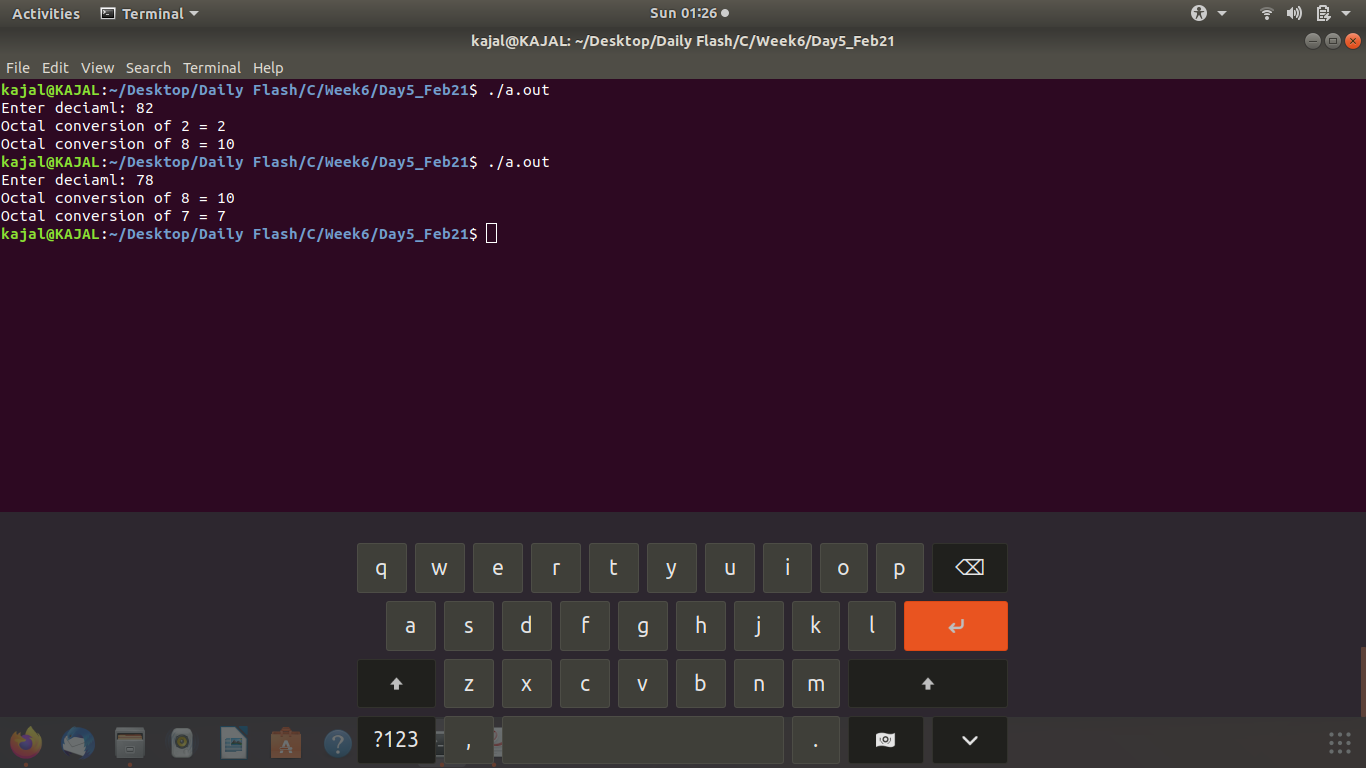 Activities Terminal Sun 01:26
kajal@KAJAL: ~/Desktop/Daily Flash/C/Week6/Day5_Feb21
File Edit View Search Terminal Help
kajal@KAJAL:~/Desktop/Daily Flash/C/Week6/Day5_Feb21$ ./a.out
Enter deciaml: 82
Octal conversion of 2 = 2
Octal conversion of 8 = 10
kajal@KAJAL:~/Desktop/Daily Flash/C/Week6/Day5_Feb21$ ./a.out
Enter deciaml: 78
Octal conversion of 8 = 10
Octal conversion of 7 = 7
kajal@KAJAL:~/Desktop/Daily Flash/C/Week6/Day5_Feb21$
q w e r t y u i o p
a s d f g h j k l
z x c v b n m
?123 , .